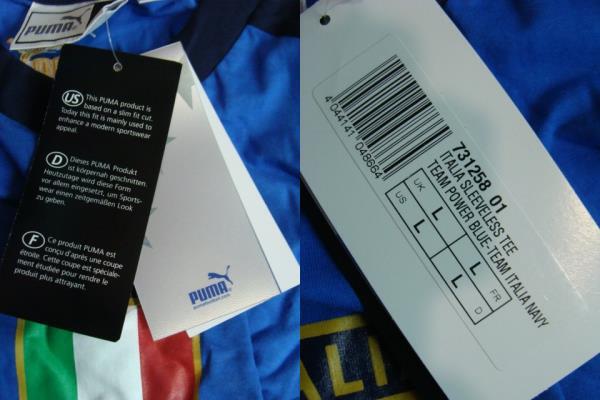 PUMA
US This PUMA product is
based on a slim fit cut.
Today this fit is mainly used to
enhance a modern sportswear
appeal.
D Dieses PUMA Produkt
ist körpernah geschnitten.
Heutzutage wird diese Form
vor allem eingesetzt, um Sports-
wear einen zeitgemäßen Look
zu geben.
F Ce produit PUMA est
conçu d'après une coupe
étroite. Cette coupe est spéciale-
ment étudiée pour rendre le
produit plus attrayant.
PUMA
4 044141 048664
731258 01
ITALIA SLEEVELESS TEE
TEAM POWER BLUE-TEAM ITALIA NAVY
UK L
L FR
US L
L D
ALI